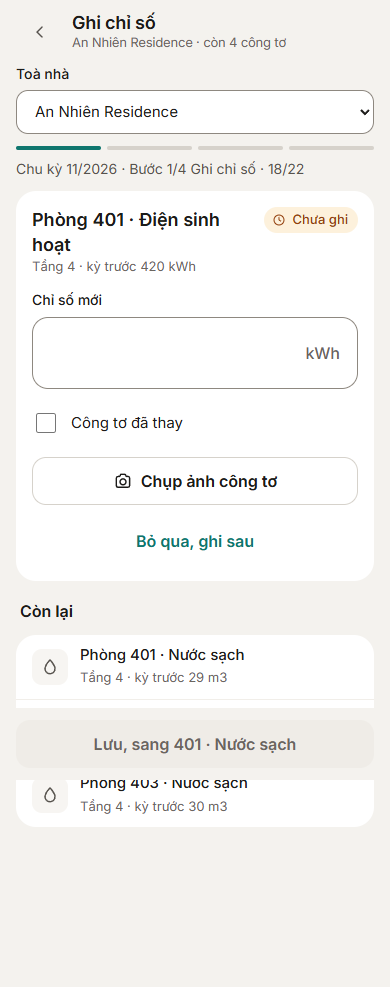 Ghi chỉ số
An Nhiên Residence · còn 4 công tơ
Toà nhà
An Nhiên Residence
Chu kỳ 11/2026 · Bước 1/4 Ghi chỉ số · 18/22
Phòng 401 · Điện sinh
hoạt
Chưa ghi
Tầng 4 · kỳ trước 420 kWh
Chỉ số mới
kWh
Công tơ đã thay
Chụp ảnh công tơ
Bỏ qua, ghi sau
Còn lại
Phòng 401 · Nước sạch
Tầng 4 · kỳ trước 29 m3
Lưu, sang 401 · Nước sạch
Phòng 403 · Nước sạch
Tầng 4 · kỳ trước 30 m3